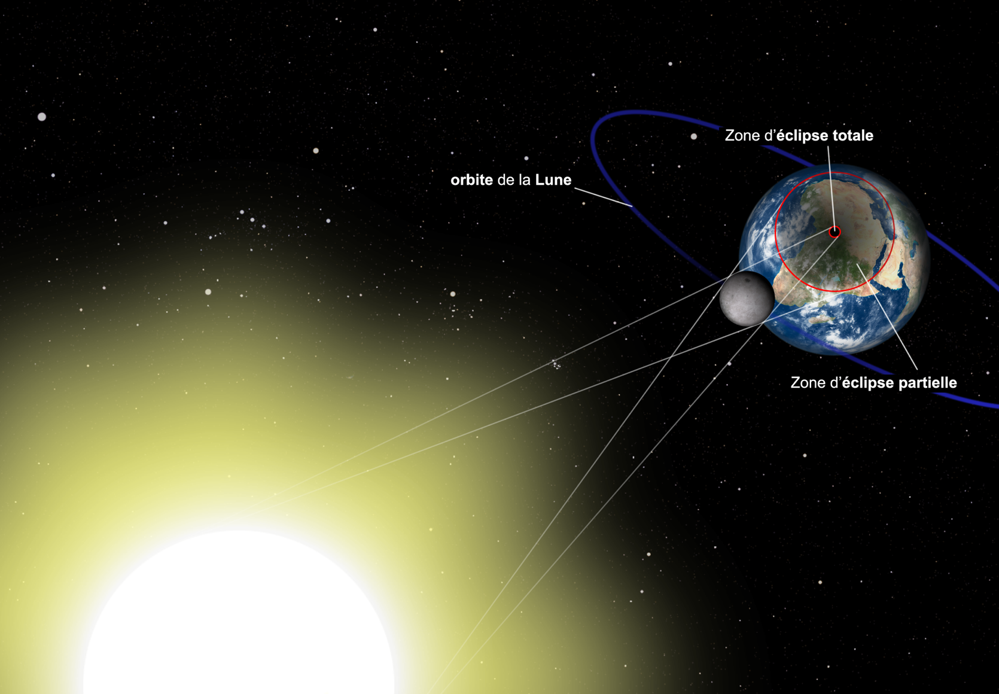 Zone d’éclipse totale
orbite de la Lune
Zone d’éclipse partielle